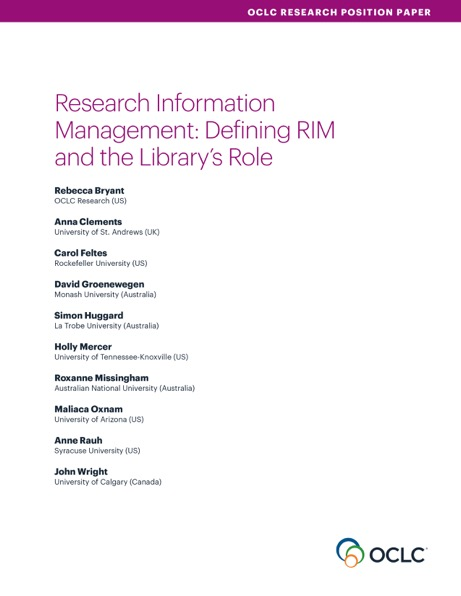 OCLC RESEARCH POSITION PAPER
Research Information
Management: Defining RIM
and the Library's Role
Rebecca Bryant
OCLC Research (US)
Anna Clements
University of St. Andrews (UK)
Carol Feltes
Rockefeller University (US)
David Groenewegen
Monash University (Australia)
Simon Huggard
La Trobe University (Australia)
Holly Mercer
University of Tennessee-Knoxville (US)
Roxanne Missingham
Australian National University (Australia)
Maliaca Oxnam
University of Arizona (US)
Anne Rauh
Syracuse University (US)
John Wright
University of Calgary (Canada)
OCLC